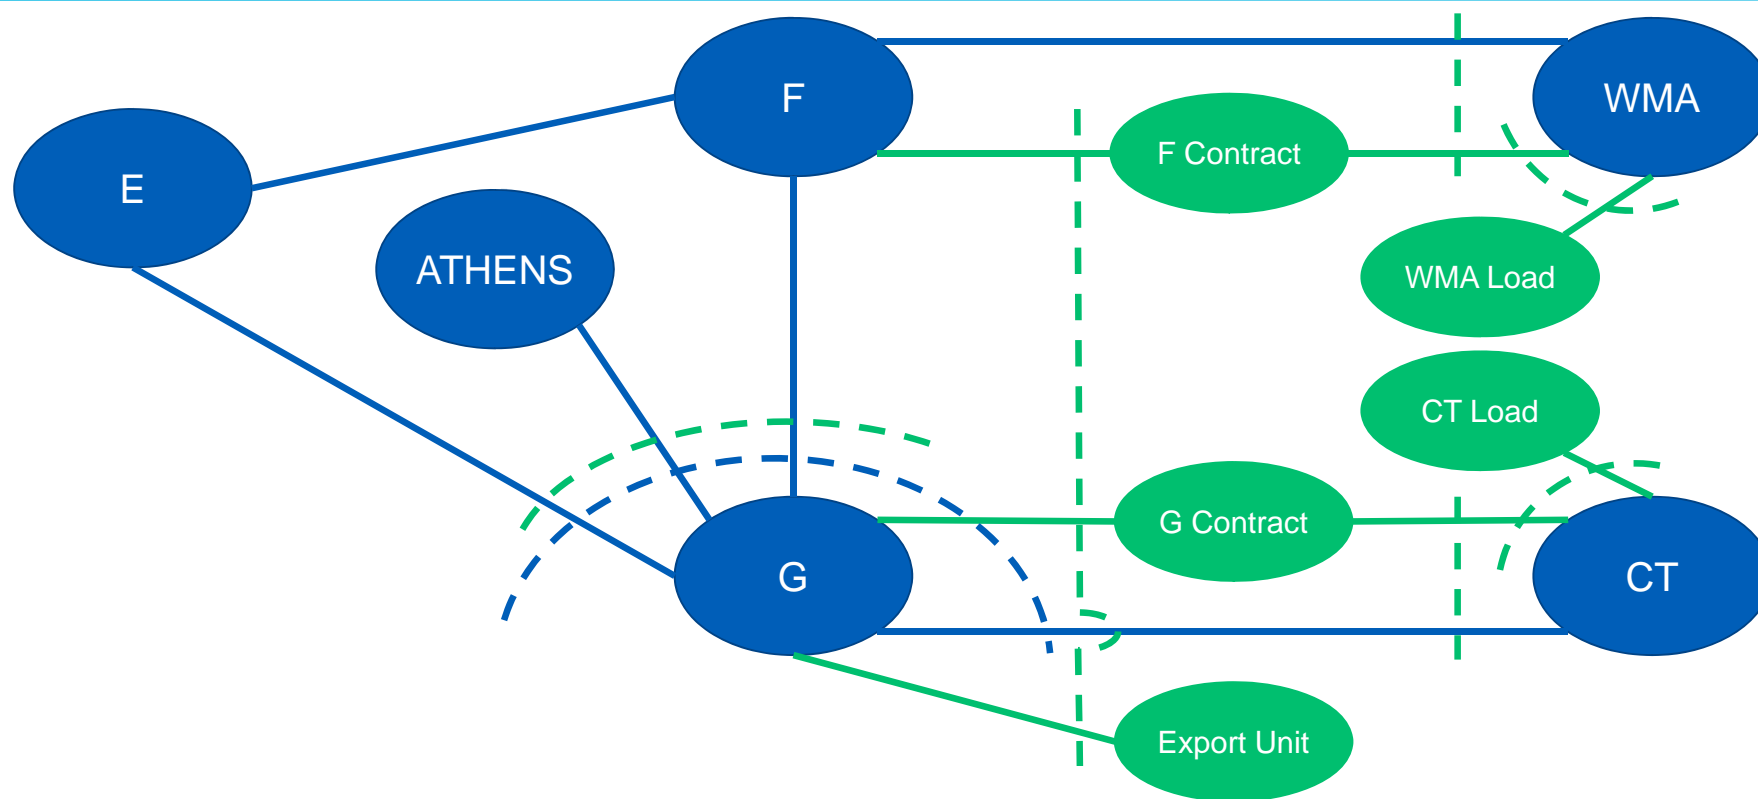 F
WMA
F Contract
E
ATHENS
WMA Load
CT Load
G Contract
G
CT
Export Unit